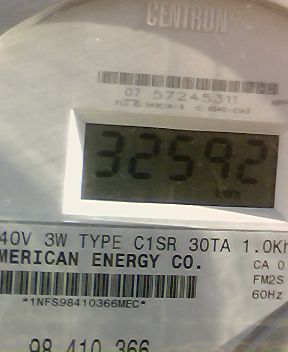 CENTRON
07 57245311
32592
kWh
40V 3W TYPE C1SR 30TA 1.0Kh
MERICAN ENERGY CO.
CA 0
FM2S
60Hz
*1NFS98410366MEC*
98 410 366